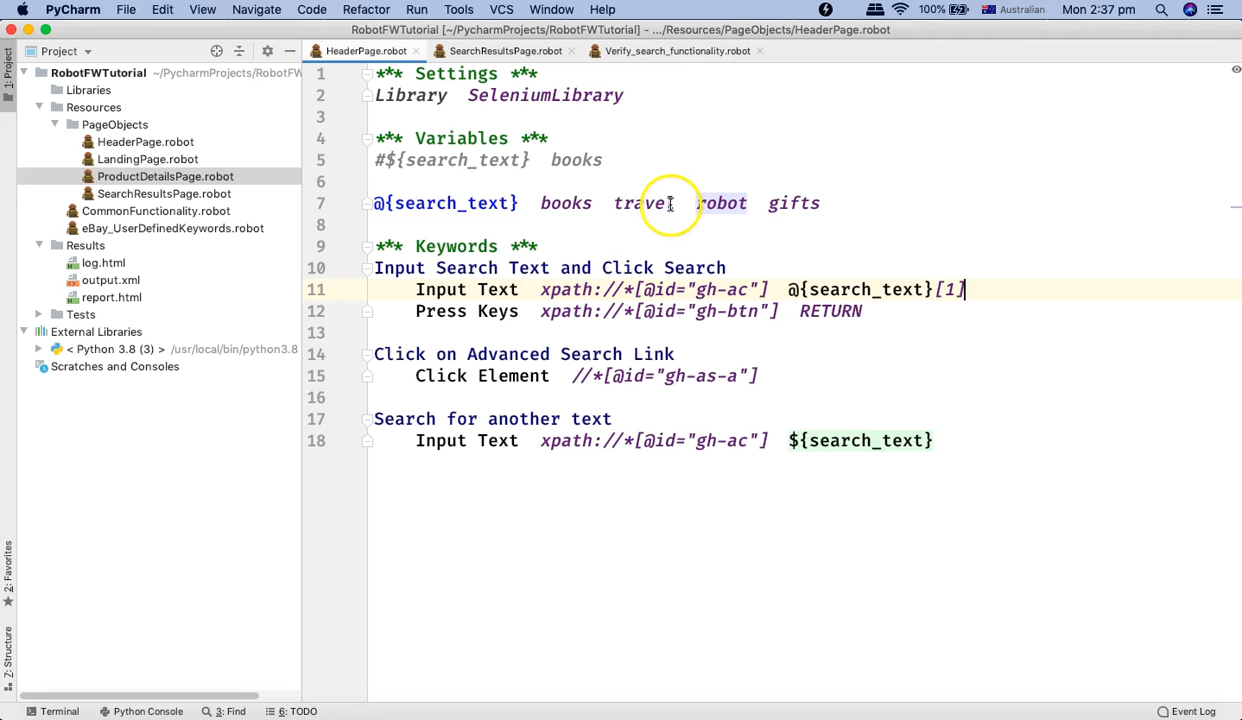 PyCharm File Edit View Navigate Code Refactor Run Tools VCS Window Help 100% Australian Mon 2:37 pm
RobotFWTutorial [~/PycharmProjects/RobotFWTutorial] - .../Resources/PageObjects/HeaderPage.robot
Project HeaderPage.robot SearchResultsPage.robot Verify_search_functionality.robot
1: Project
RobotFWTutorial ~/PycharmProjects/RobotFW
Libraries
Resources
PageObjects
HeaderPage.robot
LandingPage.robot
ProductDetailsPage.robot
SearchResultsPage.robot
CommonFunctionality.robot
eBay_UserDefinedKeywords.robot
Results
log.html
output.xml
report.html
Tests
External Libraries
< Python 3.8 (3) > /usr/local/bin/python3.8
Scratches and Consoles
1 *** Settings ***
2 Library SeleniumLibrary
3
4 *** Variables ***
5 #${search_text} books
6
7 @{search_text} books travel robot gifts
8
9 *** Keywords ***
10 Input Search Text and Click Search
11 Input Text xpath://*[@id="gh-ac"] @{search_text}[1]
12 Press Keys xpath://*[@id="gh-btn"] RETURN
13
14 Click on Advanced Search Link
15 Click Element //*[@id="gh-as-a"]
16
17 Search for another text
18 Input Text xpath://*[@id="gh-ac"] ${search_text}
2: Favorites
Z: Structure
Terminal Python Console 3: Find 6: TODO Event Log